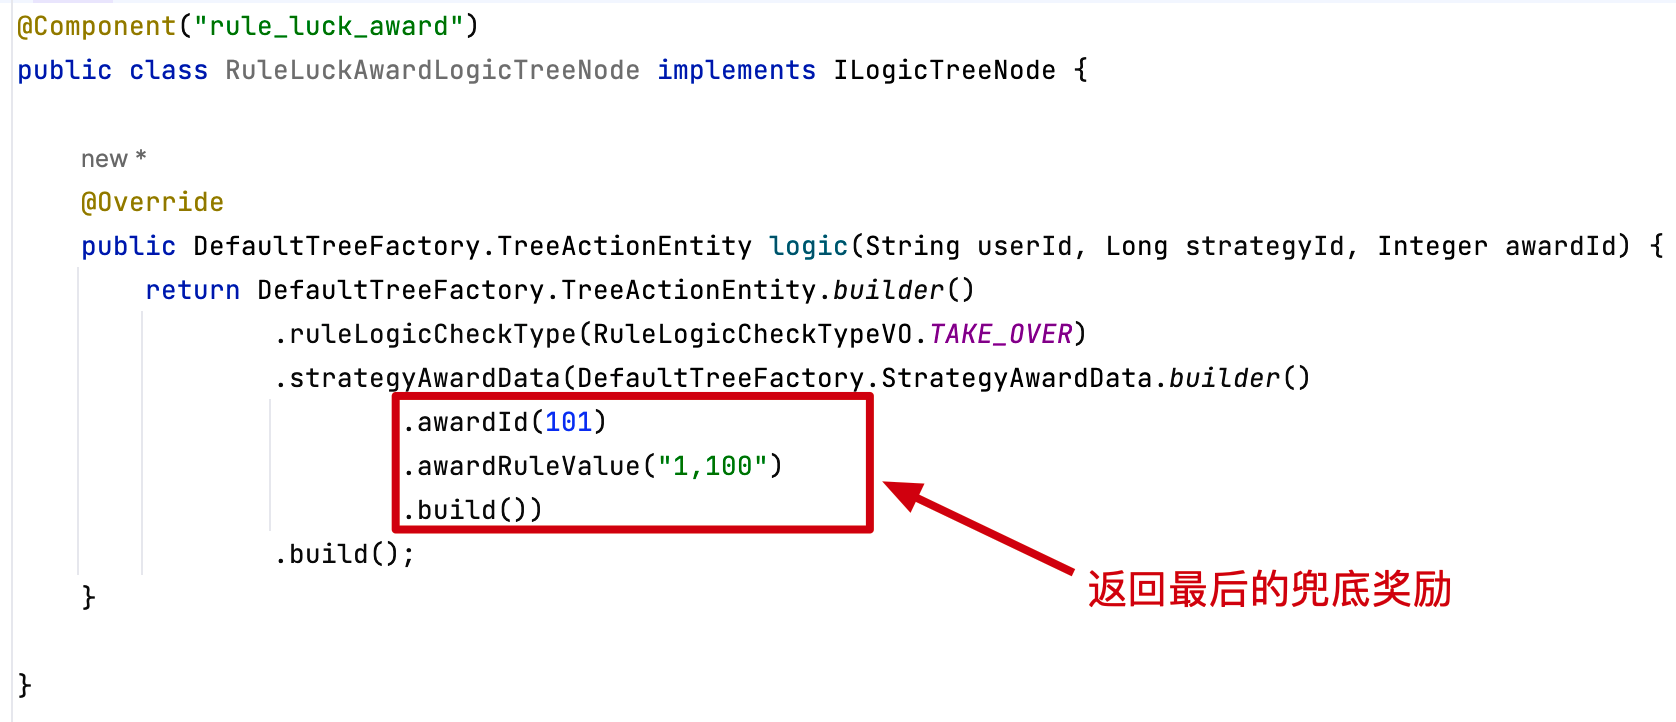 @Component("rule_luck_award")
public class RuleLuckAwardLogicTreeNode implements ILogicTreeNode {
new *
@Override
public DefaultTreeFactory.TreeActionEntity logic(String userId, Long strategyId, Integer awardId) {
return DefaultTreeFactory.TreeActionEntity.builder()
.ruleLogicCheckType(RuleLogicCheckTypeVO.TAKE_OVER)
.strategyAwardData(DefaultTreeFactory.StrategyAwardData.builder()
.awardId(101)
.awardRuleValue("1,100")
.build())
.build();
返回最后的兜底奖励
}
}